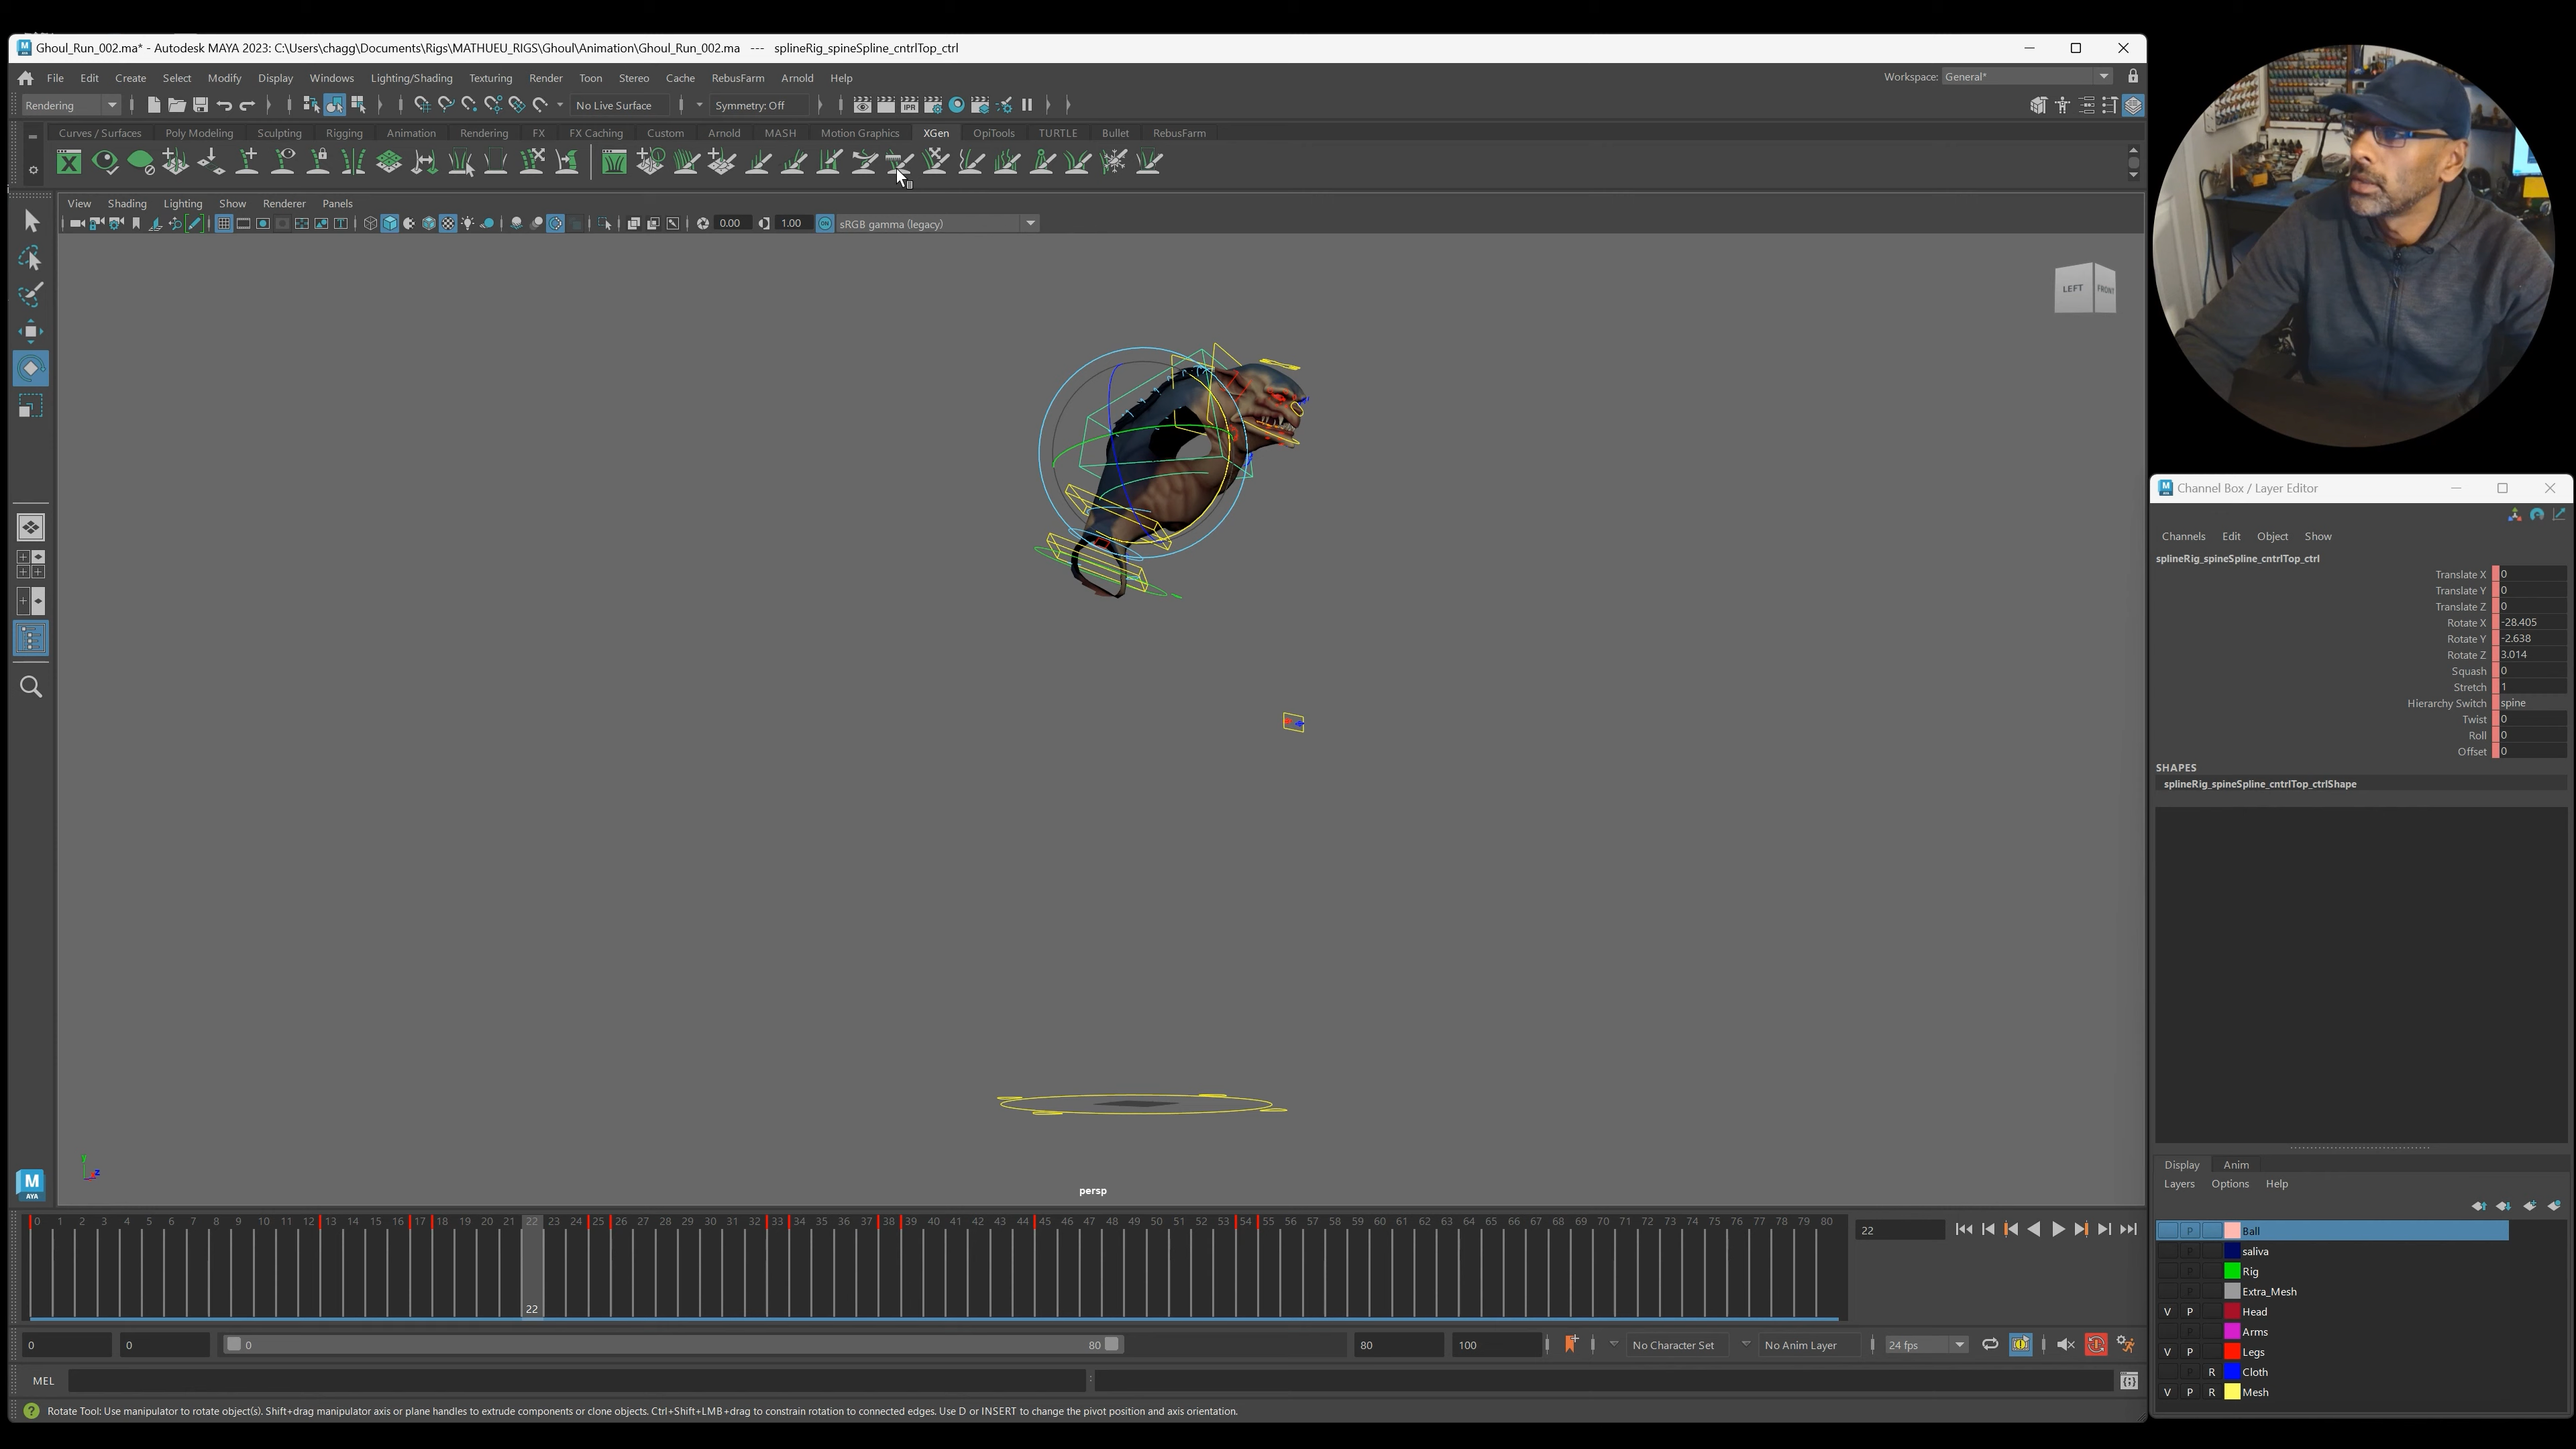 Ghoul_Run_002.ma* - Autodesk MAYA 2023: C:\Users\chagg\Documents\Rigs\MATHUEU_RIGS\Ghoul\Animation\Ghoul_Run_002.ma --- splineRig_spineSpline_cntrlTop_ctrl
File Edit Create Select Modify Display Windows Lighting/Shading Texturing Render Toon Stereo Cache RebusFarm Arnold Help
Workspace: General*
Rendering
No Live Surface
Symmetry: Off
IPR
Curves / Surfaces Poly Modeling Sculpting Rigging Animation Rendering FX FX Caching Custom Arnold MASH Motion Graphics XGen OpiTools TURTLE Bullet RebusFarm
View Shading Lighting Show Renderer Panels
0.00
1.00
ON
sRGB gamma (legacy)
LEFT
FRONT
Channel Box / Layer Editor
Channels Edit Object Show
splineRig_spineSpline_cntrlTop_ctrl
Translate X 0
Translate Y 0
Translate Z 0
Rotate X -28.405
Rotate Y -2.638
Rotate Z 3.014
Squash 0
Stretch 1
Hierarchy Switch spine
Twist 0
Roll 0
Offset 0
SHAPES
splineRig_spineSpline_cntrlTop_ctrlShape
y
z
persp
M
AYA
0 1 2 3 4 5 6 7 8 9 10 11 12 13 14 15 16 17 18 19 20 21 22 23 24 25 26 27 28 29 30 31 32 33 34 35 36 37 38 39 40 41 42 43 44 45 46 47 48 49 50 51 52 53 54 55 56 57 58 59 60 61 62 63 64 65 66 67 68 69 70 71 72 73 74 75 76 77 78 79 80
22
22
Display Anim
Layers Options Help
P Ball
P saliva
P Rig
P Extra_Mesh
V P Head
P Arms
V P Legs
P R Cloth
V P R Mesh
0
0
0
80
80
100
No Character Set
No Anim Layer
24 fps
MEL
Rotate Tool: Use manipulator to rotate object(s). Shift+drag manipulator axis or plane handles to extrude components or clone objects. Ctrl+Shift+LMB+drag to constrain rotation to connected edges. Use D or INSERT to change the pivot position and axis orientation.